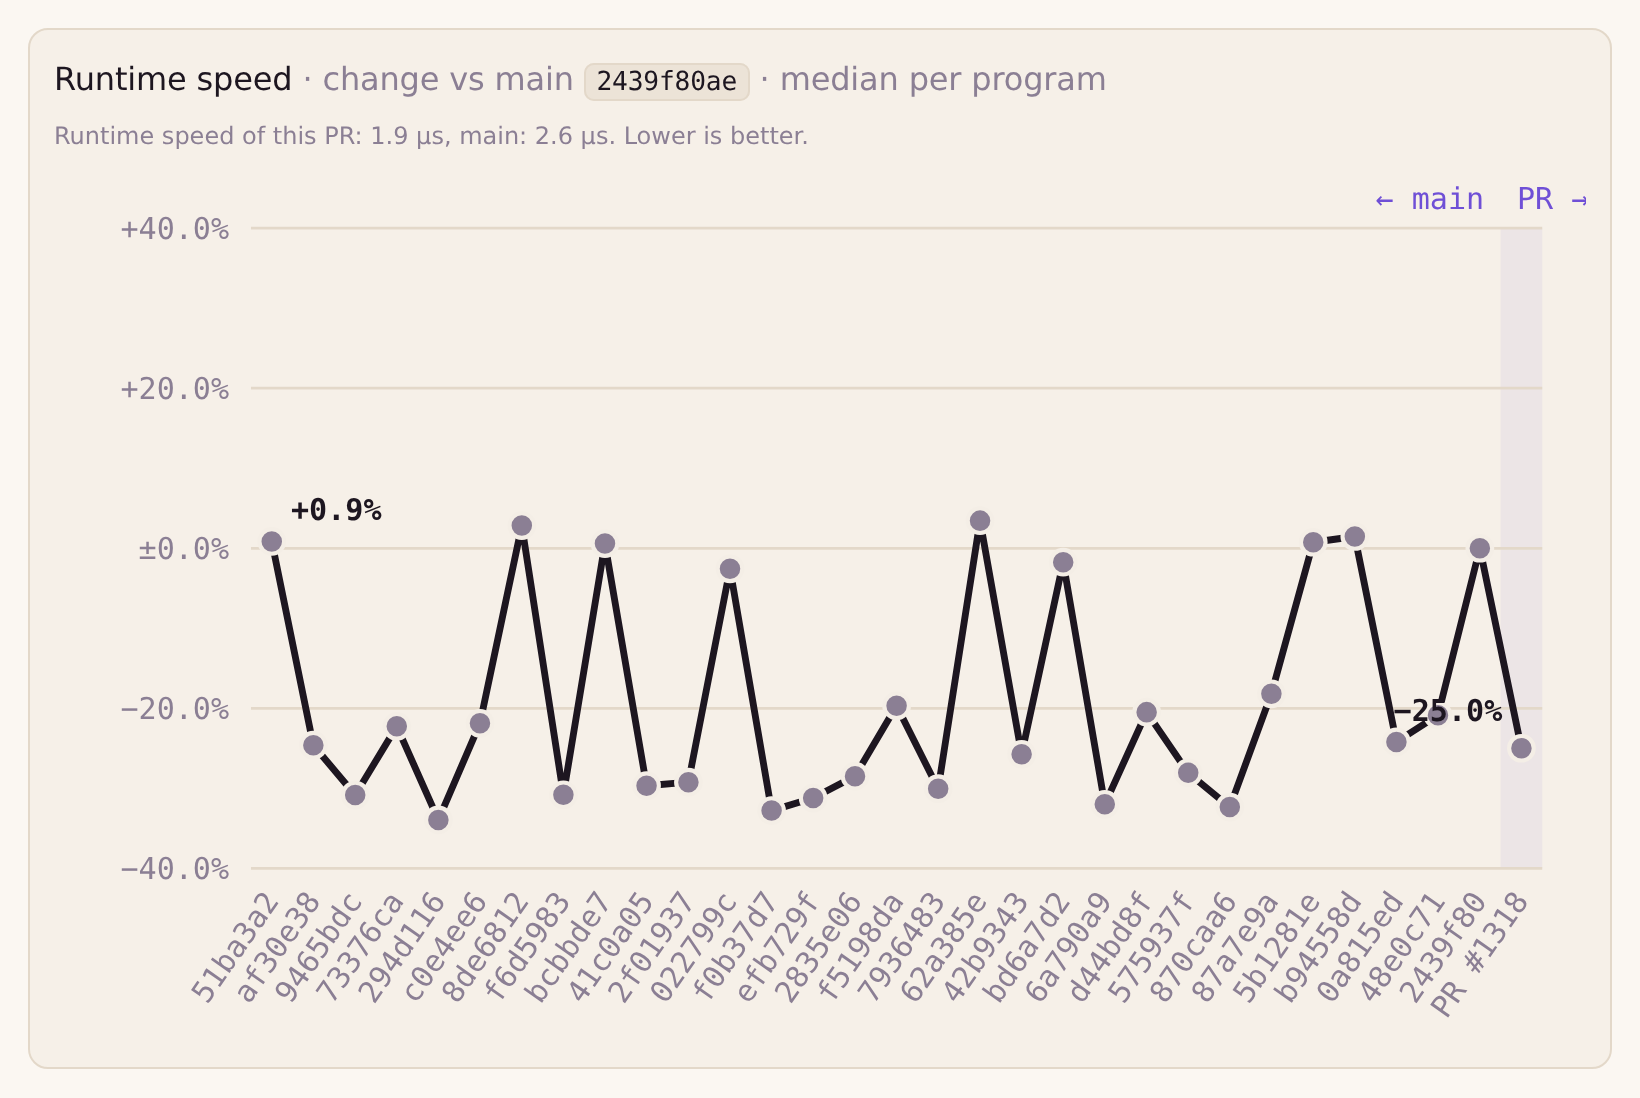 Runtime speed · change vs main 2439f80ae · median per program
Runtime speed of this PR: 1.9 µs, main: 2.6 µs. Lower is better.
← main PR →
+40.0%
+20.0%
+0.9%
±0.0%
−20.0%
−25.0%
−40.0%
51ba3a2
af30e38
9465bdc
73376ca
294d116
c0e4ee6
8de6812
f6d5983
bcbbde7
41c0a05
2f01937
022799c
f0b37d7
efb729f
2835e06
f5198da
7936483
62a385e
42b9343
bd6a7d2
6a790a9
d44bd8f
575937f
870caa6
87a7e9a
5b1281e
b94558d
0a815ed
48e0c71
2439f80
PR #1318